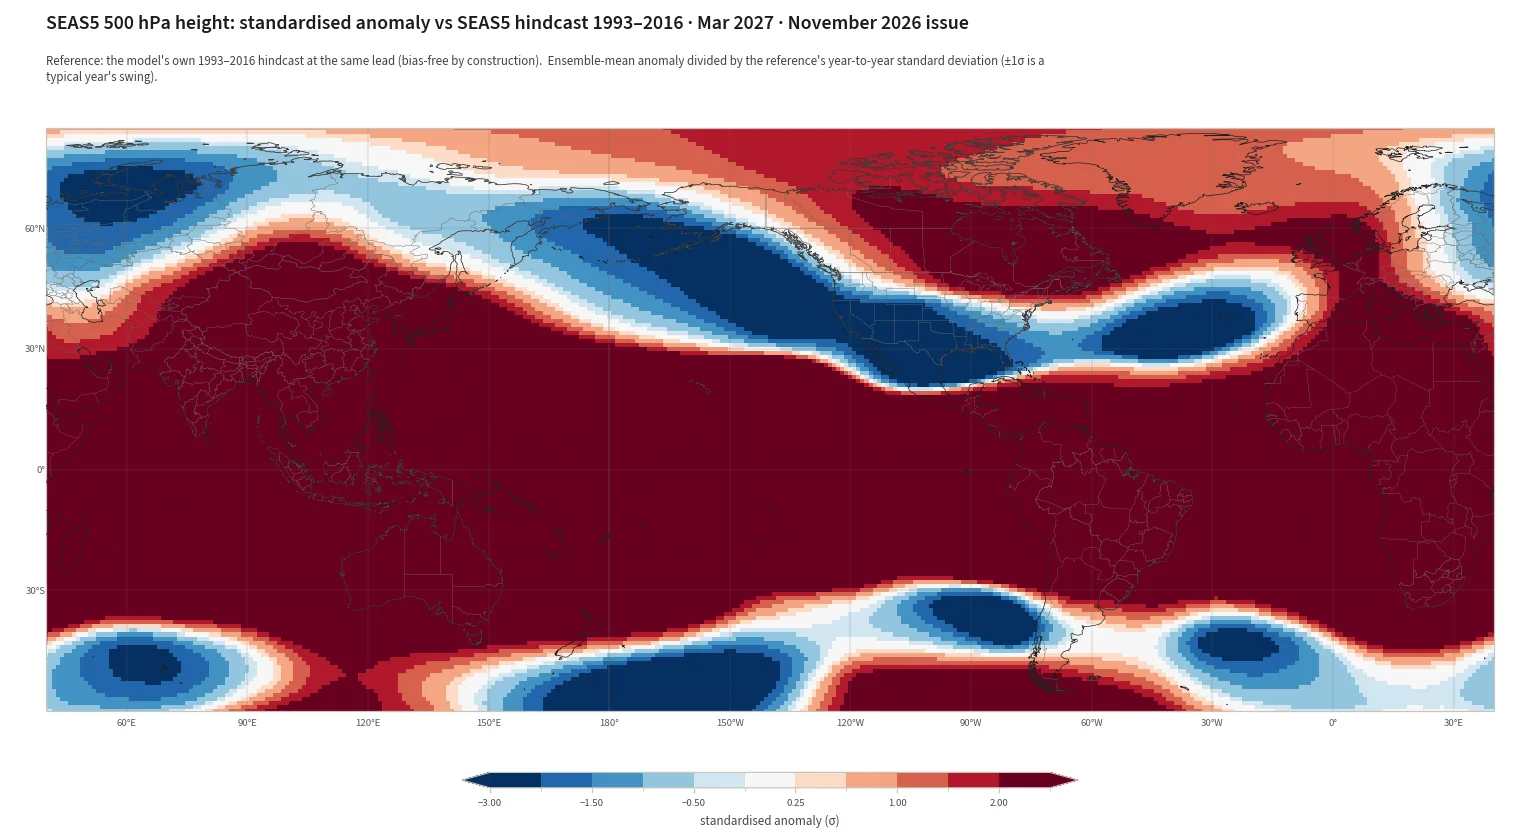 SEAS5 500 hPa height: standardised anomaly vs SEAS5 hindcast 1993–2016 · Mar 2027 · November 2026 issue
Reference: the model's own 1993–2016 hindcast at the same lead (bias-free by construction).  Ensemble-mean anomaly divided by the reference's year-to-year standard deviation (±1σ is a
typical year's swing).
60°N
30°N
0°
30°S
60°E 90°E 120°E 150°E 180° 150°W 120°W 90°W 60°W 30°W 0° 30°E
−3.00 −1.50 −0.50 0.25 1.00 2.00
standardised anomaly (σ)